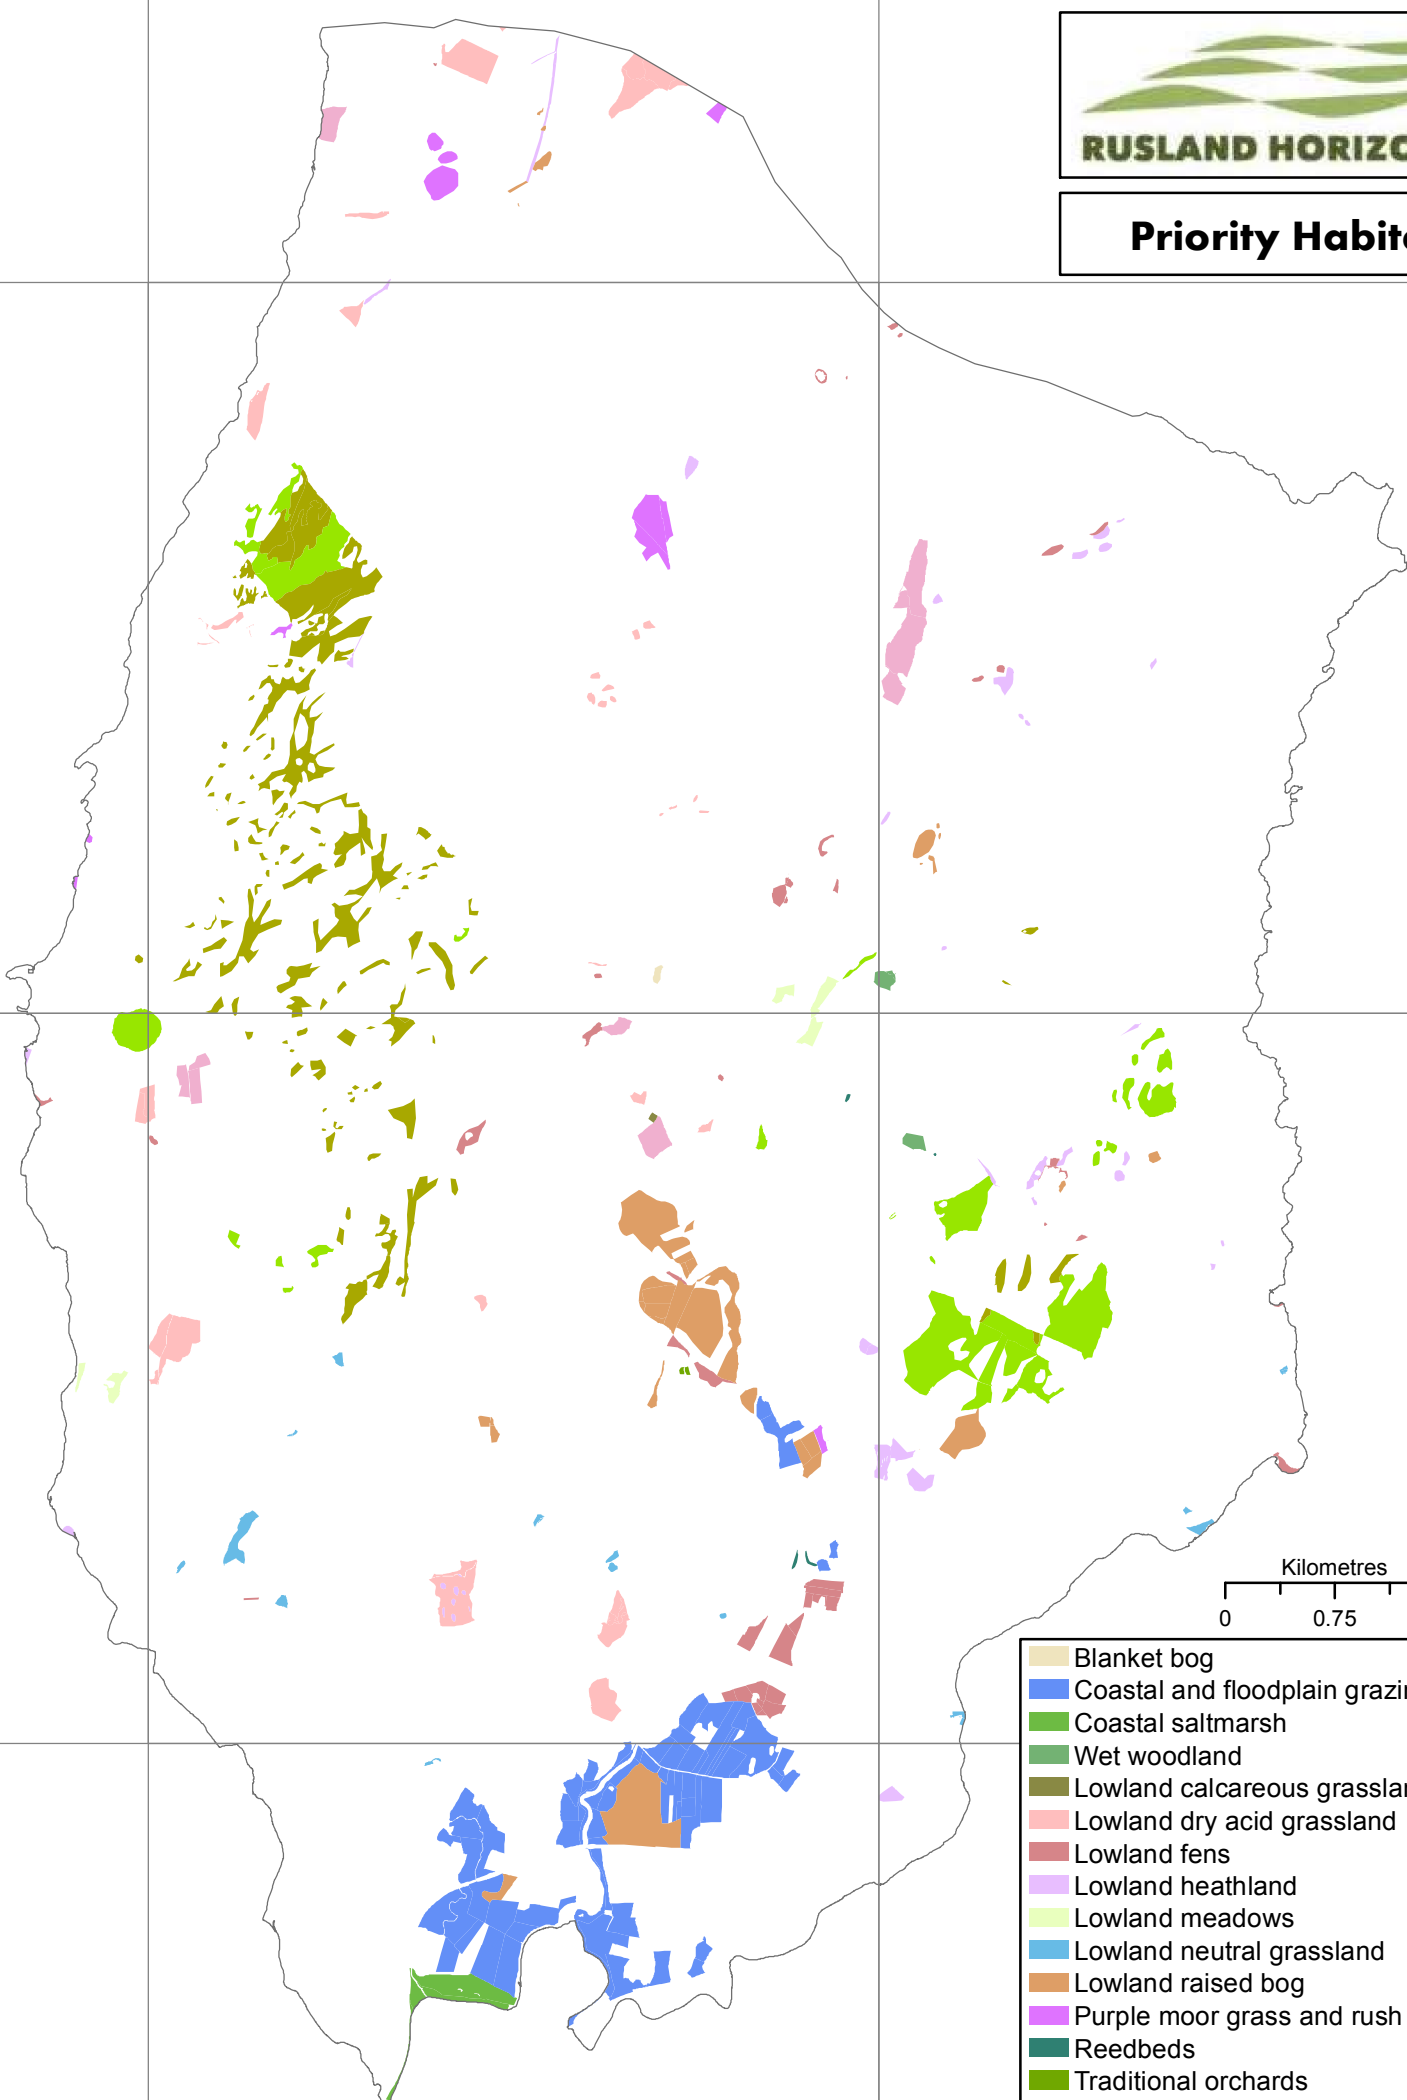 RUSLAND HORIZO
Priority Habit
Kilometres
0 0.75
Blanket bog
Coastal and floodplain grazi
Coastal saltmarsh
Wet woodland
Lowland calcareous grassla
Lowland dry acid grassland
Lowland fens
Lowland heathland
Lowland meadows
Lowland neutral grassland
Lowland raised bog
Purple moor grass and rush
Reedbeds
Traditional orchards